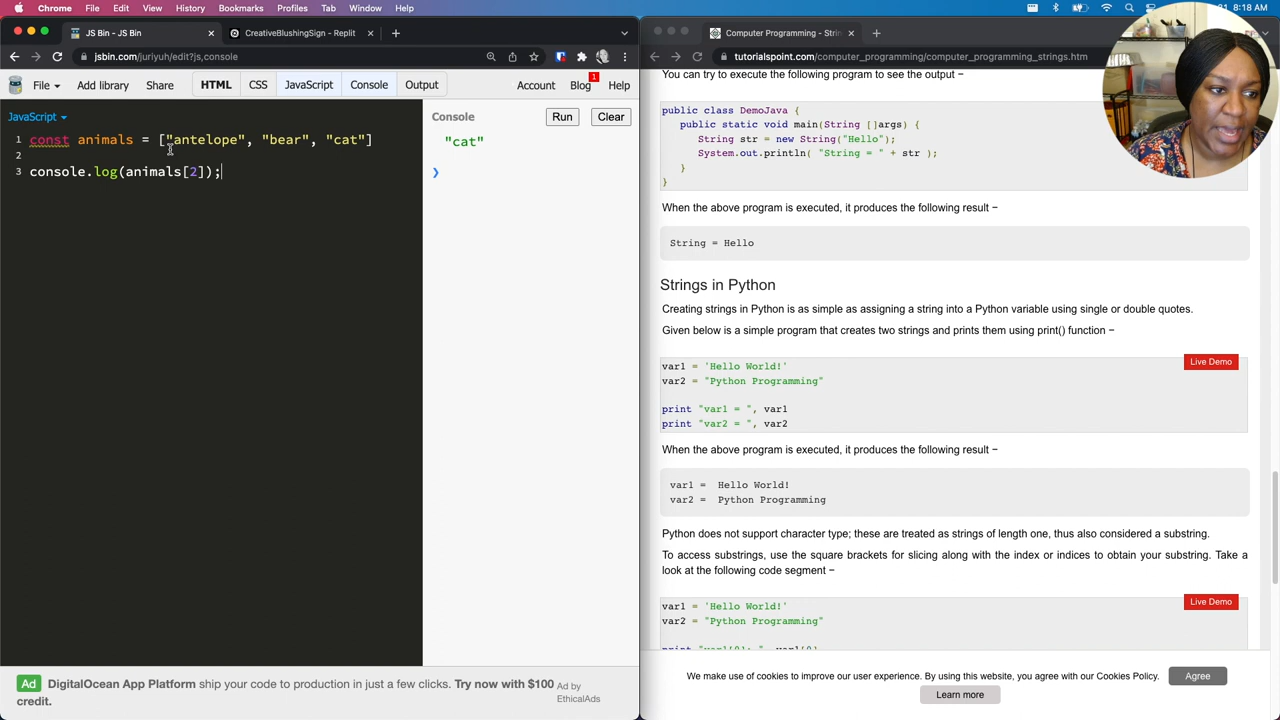 Chrome File Edit View History Bookmarks Profiles Tab Window Help 8:18 AM
JS Bin - JS Bin
CreativeBlushingSign - Replit
jsbin.com/juriyuh/edit?js,console
File Add library Share HTML CSS JavaScript Console Output Account Blog 1 Help
JavaScript
1 const animals = ["antelope", "bear", "cat"]
2
3 console.log(animals[2]);
Console Run Clear
"cat"
Ad DigitalOcean App Platform ship your code to production in just a few clicks. Try now with $100
credit.
Ad by
EthicalAds
Computer Programming - Strin
tutorialspoint.com/computer_programming/computer_programming_strings.htm
You can try to execute the following program to see the output −
public class DemoJava {
public static void main(String []args) {
String str = new String("Hello");
System.out.println( "String = " + str );
}
}
When the above program is executed, it produces the following result −
String = Hello
Strings in Python
Creating strings in Python is as simple as assigning a string into a Python variable using single or double quotes.
Given below is a simple program that creates two strings and prints them using print() function −
Live Demo
var1 = 'Hello World!'
var2 = "Python Programming"
print "var1 = ", var1
print "var2 = ", var2
When the above program is executed, it produces the following result −
var1 = Hello World!
var2 = Python Programming
Python does not support character type; these are treated as strings of length one, thus also considered a substring.
To access substrings, use the square brackets for slicing along with the index or indices to obtain your substring. Take a
look at the following code segment −
Live Demo
var1 = 'Hello World!'
var2 = "Python Programming"
print "var1[0]: ", var1[0]
We make use of cookies to improve our user experience. By using this website, you agree with our Cookies Policy. Agree
Learn more